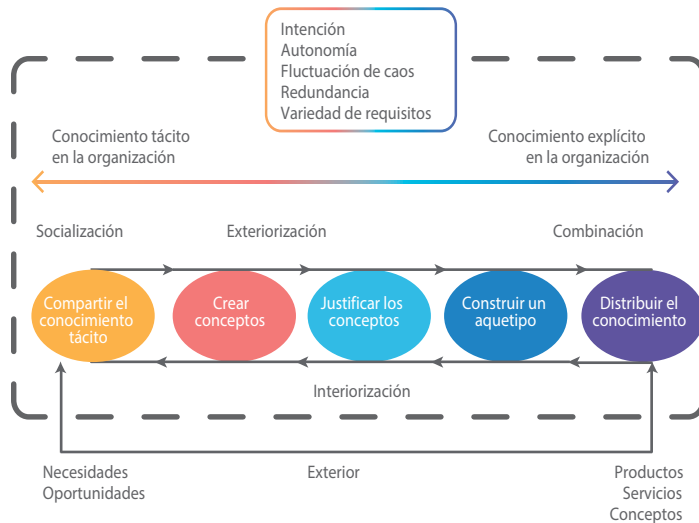 Intención
Autonomía
Fluctuación de caos
Redundancia
Variedad de requisitos
Conocimiento tácito
en la organización
Conocimiento explícito
en la organización
Socialización
Exteriorización
Combinación
Compartir el
conocimiento
tácito
Crear
conceptos
Justificar los
conceptos
Construir un
aquetipo
Distribuir el
conocimiento
Interiorización
Necesidades
Oportunidades
Exterior
Productos
Servicios
Conceptos